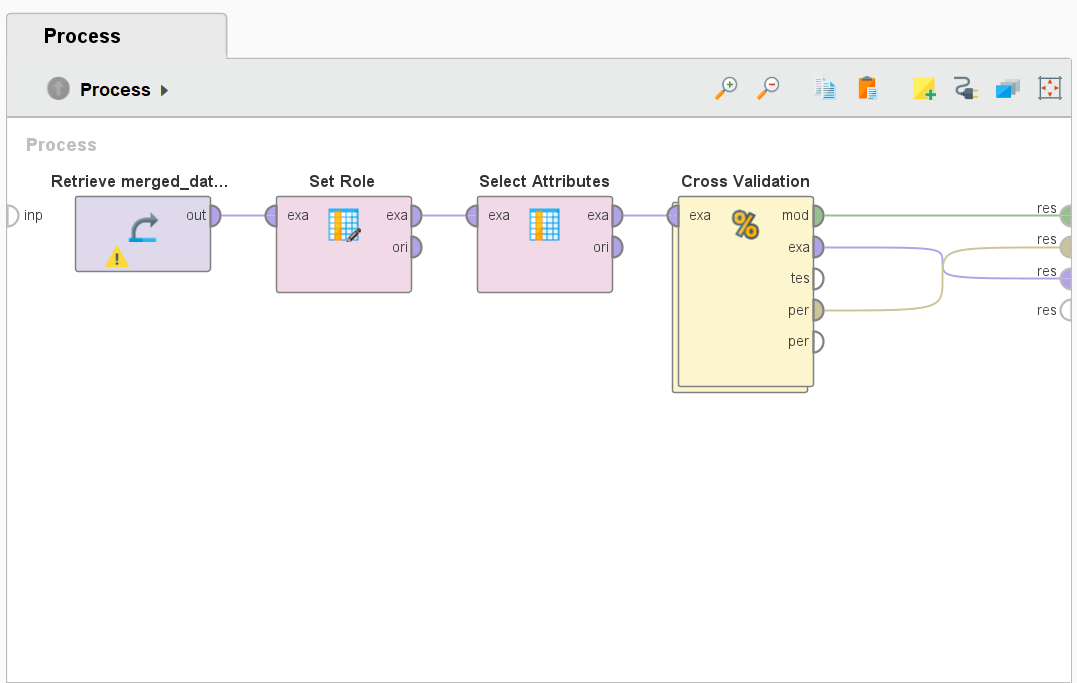 Process
Process
Process
Retrieve merged_dat...
Set Role
Select Attributes
Cross Validation
inp
out
exa
exa
ori
exa
exa
ori
exa
mod
exa
tes
per
per
res
res
res
res